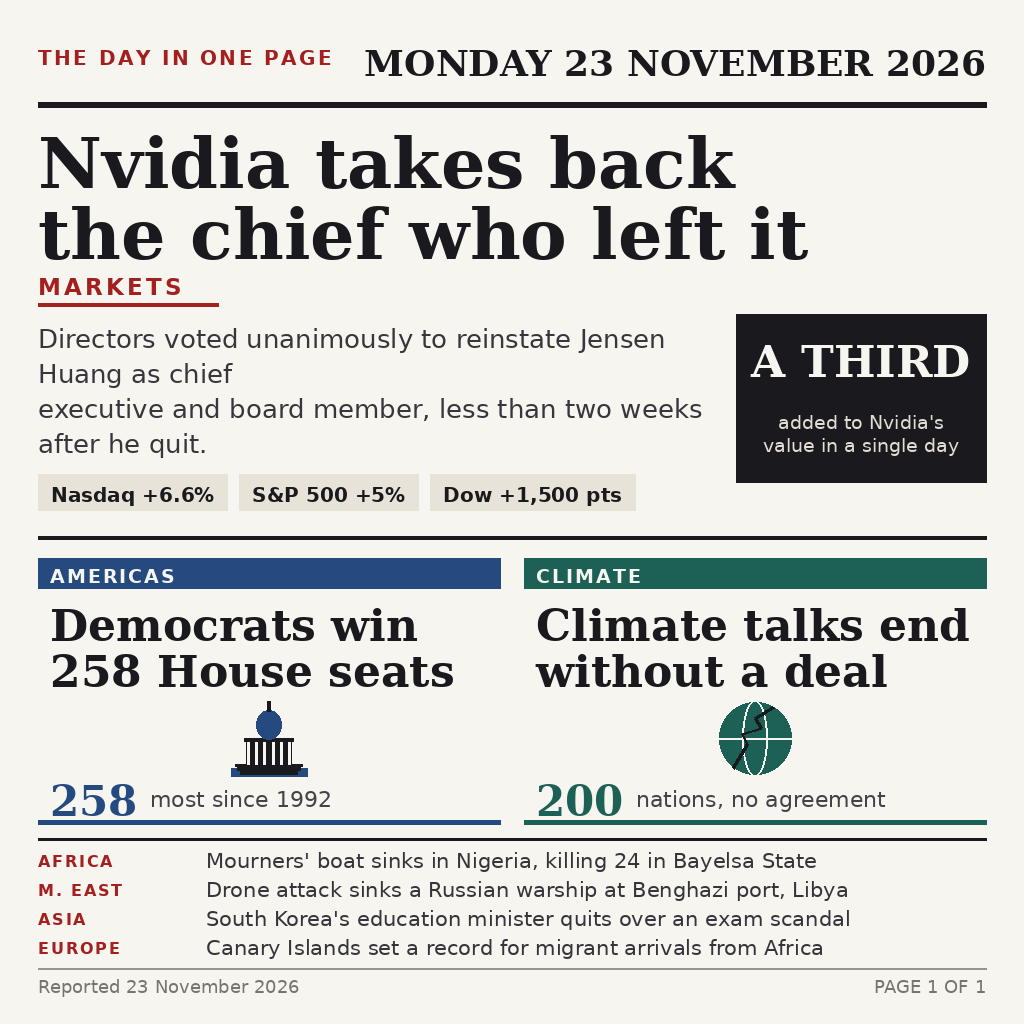 THE DAY IN ONE PAGE
MONDAY 23 NOVEMBER 2026
Nvidia takes back
the chief who left it
MARKETS
Directors voted unanimously to reinstate Jensen
Huang as chief
executive and board member, less than two weeks
after he quit.
A THIRD
added to Nvidia's
value in a single day
Nasdaq +6.6%
S&P 500 +5%
Dow +1,500 pts
AMERICAS
Democrats win
258 House seats
258 most since 1992
CLIMATE
Climate talks end
without a deal
200 nations, no agreement
AFRICA Mourners' boat sinks in Nigeria, killing 24 in Bayelsa State
M. EAST Drone attack sinks a Russian warship at Benghazi port, Libya
ASIA South Korea's education minister quits over an exam scandal
EUROPE Canary Islands set a record for migrant arrivals from Africa
Reported 23 November 2026
PAGE 1 OF 1